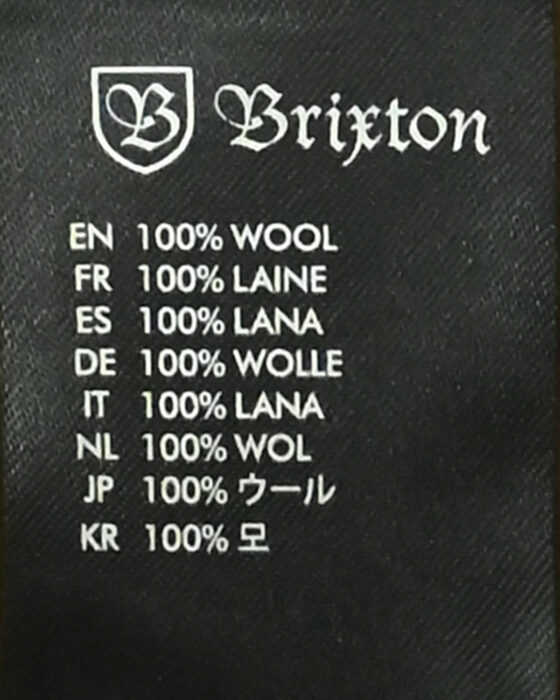 B Brixton
EN 100% WOOL
FR 100% LAINE
ES 100% LANA
DE 100% WOLLE
IT 100% LANA
NL 100% WOL
JP 100% ウール
KR 100% 모